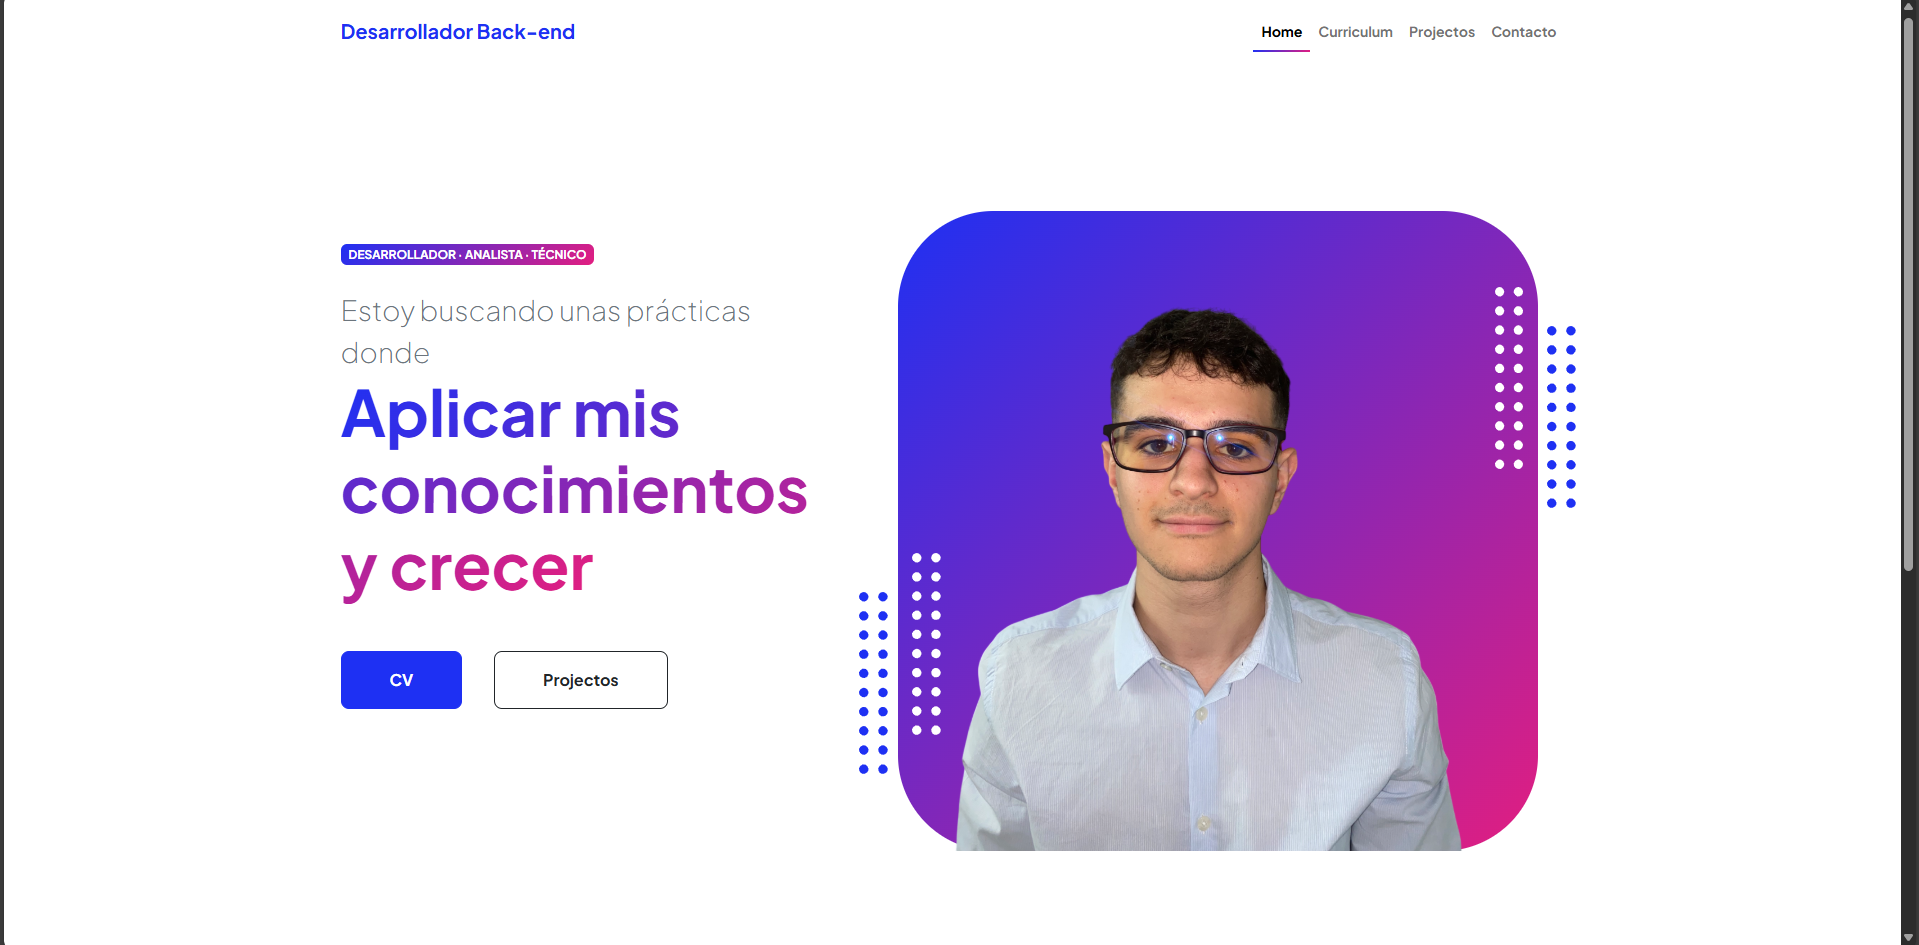 Desarrollador Back-end
Home Curriculum Projectos Contacto
DESARROLLADOR · ANALISTA · TÉCNICO
Estoy buscando unas prácticas
donde
Aplicar mis
conocimientos
y crecer
CV Projectos